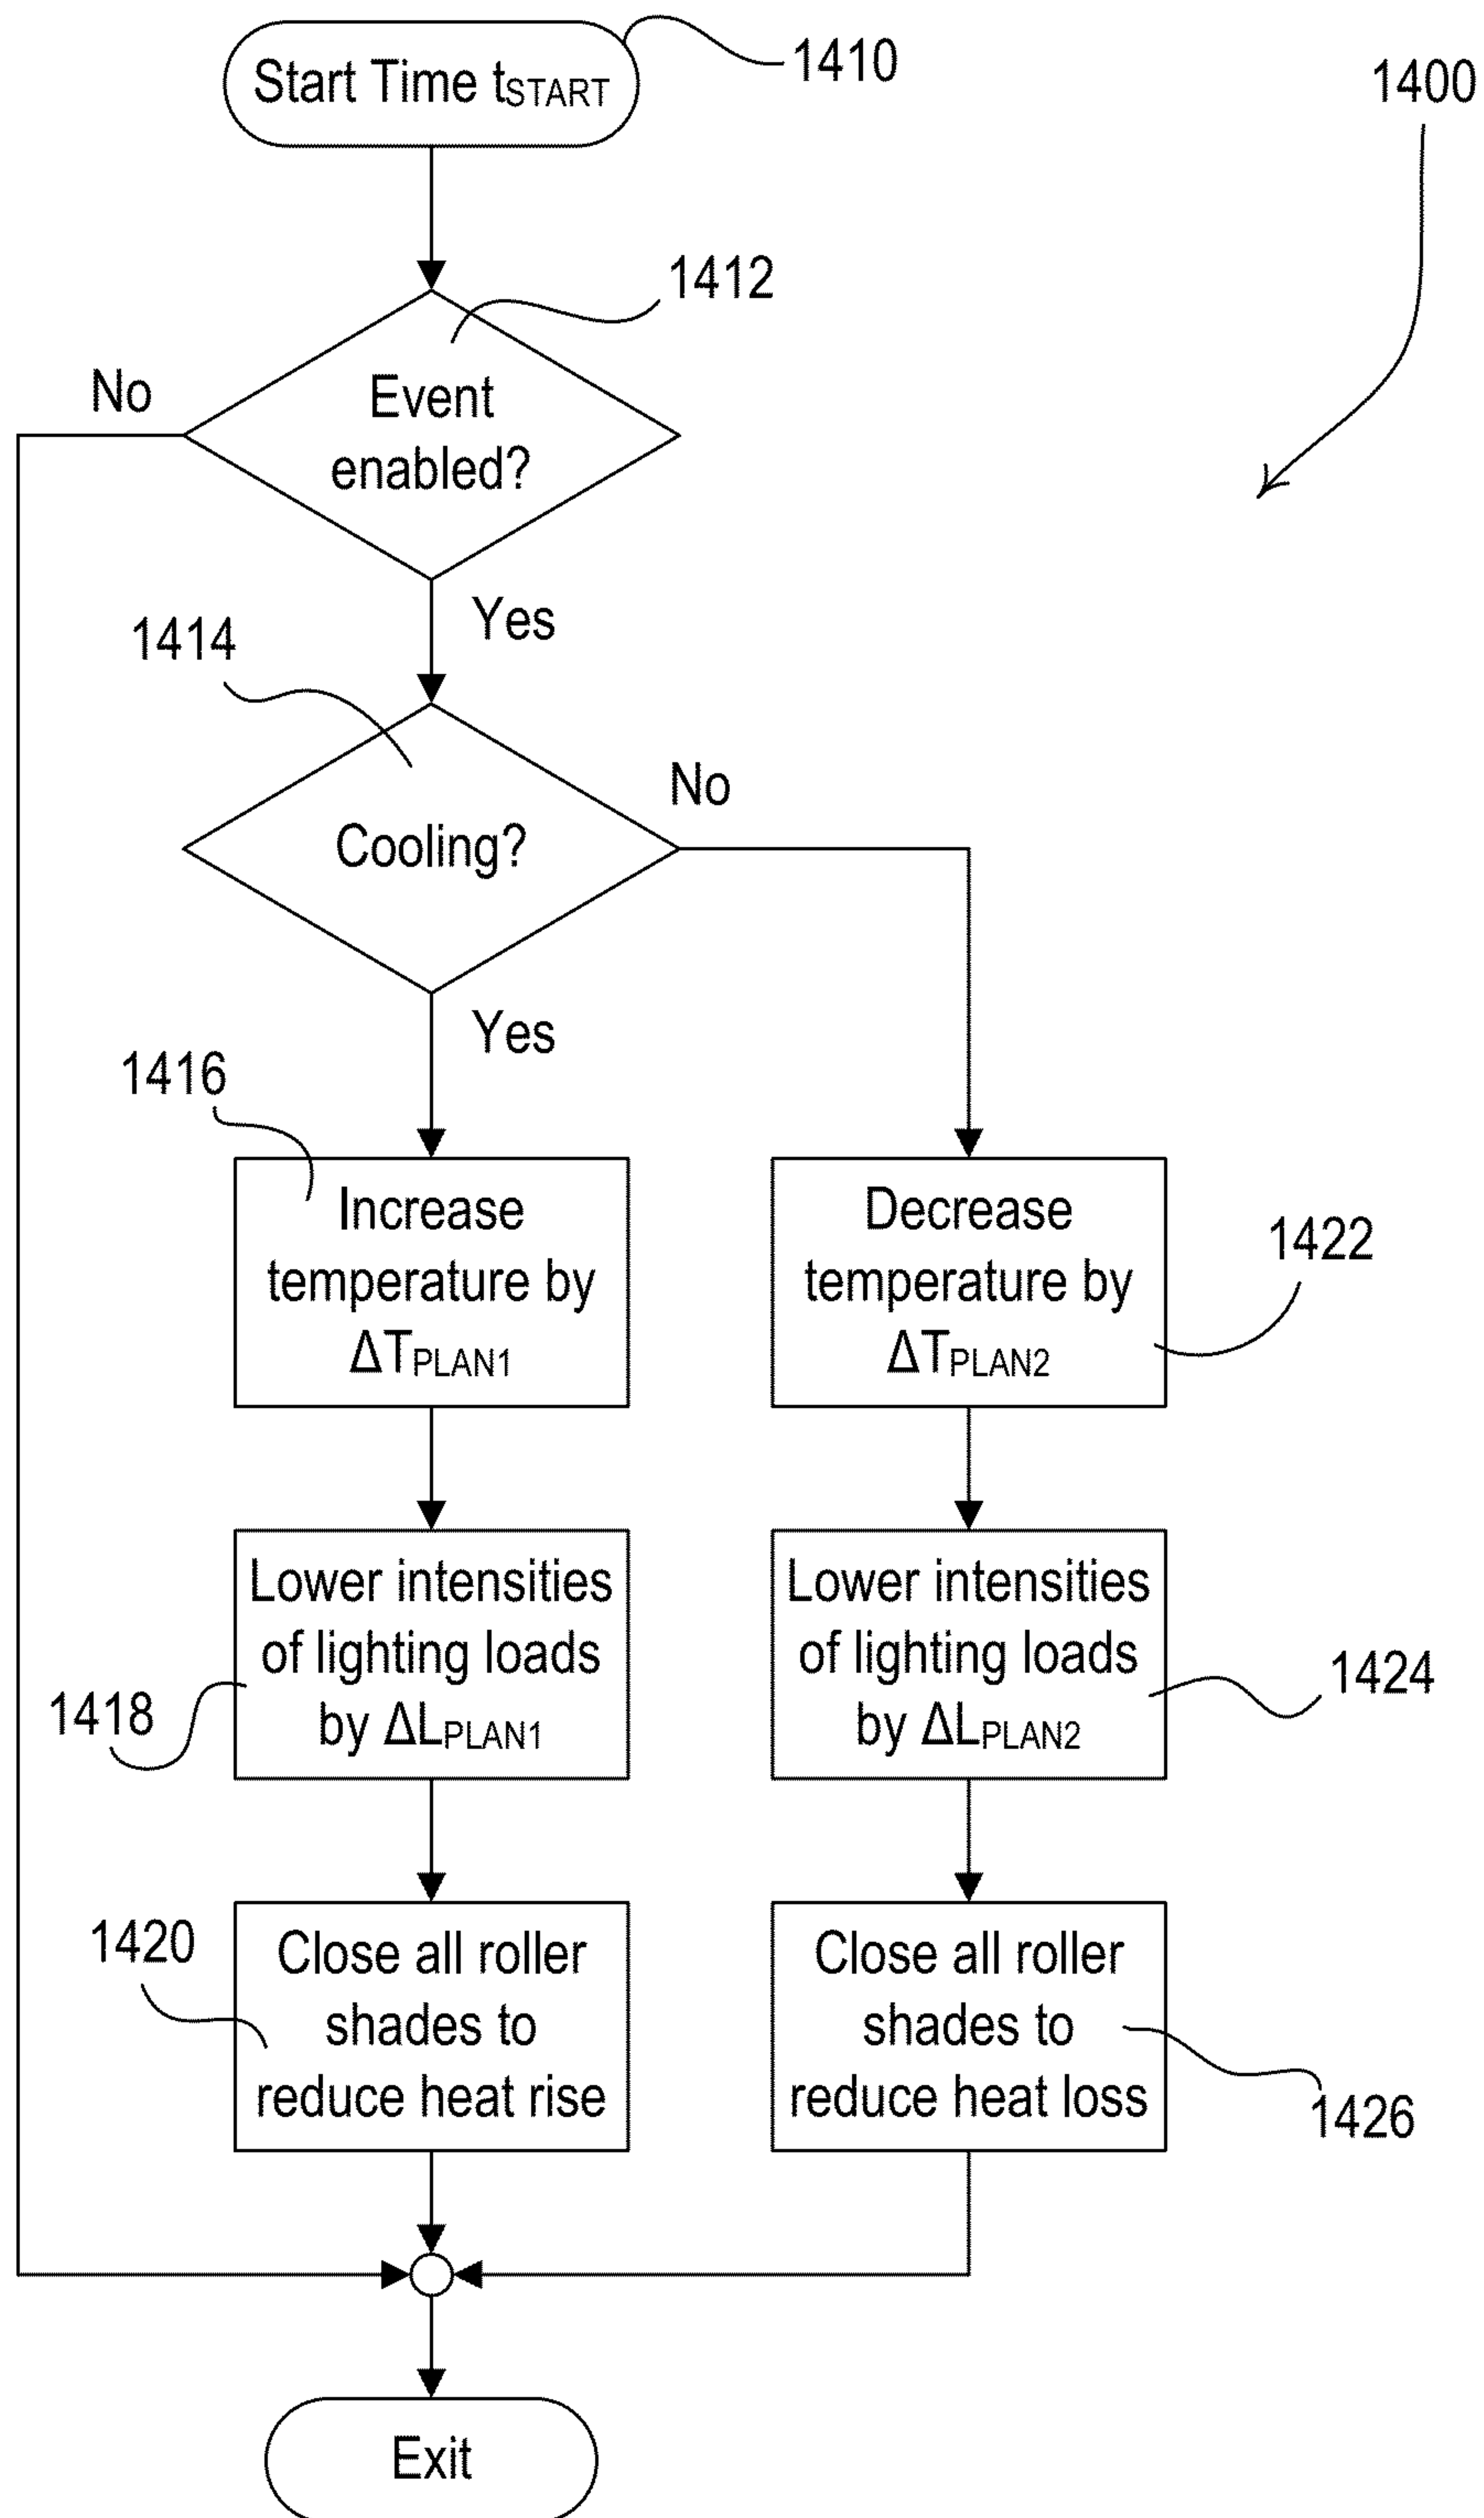 Start Time tSTART
1410
1400
1412
No
Event
enabled?
Yes
1414
No
Cooling?
Yes
1416
Increase
temperature by
ΔTPLAN1
Decrease
temperature by
ΔTPLAN2
1422
Lower intensities
of lighting loads
by ΔLPLAN1
1418
Lower intensities
of lighting loads
by ΔLPLAN2
1424
1420
Close all roller
shades to
reduce heat rise
Close all roller
shades to
reduce heat loss
1426
Exit